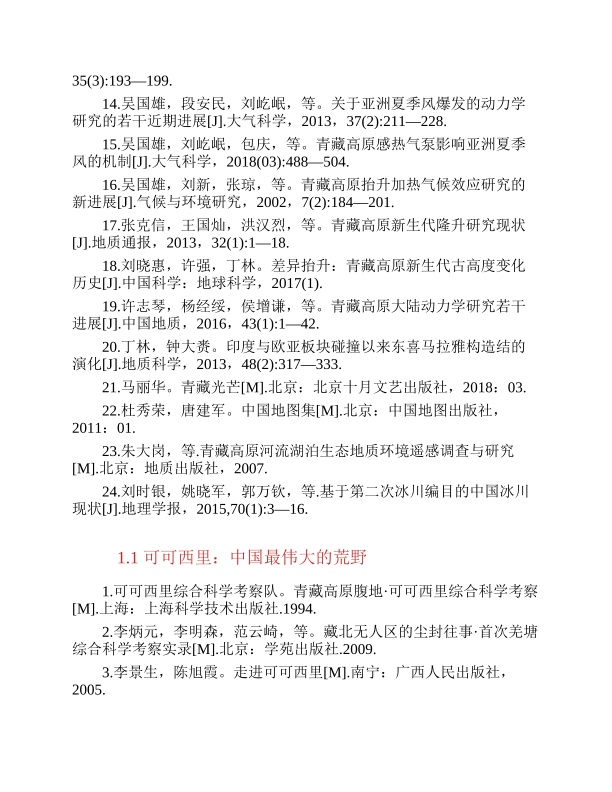 35(3):193—199.
14.吴国雄，段安民，刘屹岷，等。关于亚洲夏季风爆发的动力学
研究的若干近期进展[J].大气科学，2013，37(2):211—228.
15.吴国雄，刘屹岷，包庆，等。青藏高原感热气泵影响亚洲夏季
风的机制[J].大气科学，2018(03):488—504.
16.吴国雄，刘新，张琼，等。青藏高原抬升加热气候效应研究的
新进展[J].气候与环境研究，2002，7(2):184—201.
17.张克信，王国灿，洪汉烈，等。青藏高原新生代隆升研究现状
[J].地质通报，2013，32(1):1—18.
18.刘晓惠，许强，丁林。差异抬升：青藏高原新生代古高度变化
历史[J].中国科学：地球科学，2017(1).
19.许志琴，杨经绥，侯增谦，等。青藏高原大陆动力学研究若干
进展[J].中国地质，2016，43(1):1—42.
20.丁林，钟大赉。印度与欧亚板块碰撞以来东喜马拉雅构造结的
演化[J].地质科学，2013，48(2):317—333.
21.马丽华。青藏光芒[M].北京：北京十月文艺出版社，2018：03.
22.杜秀荣，唐建军。中国地图集[M].北京：中国地图出版社，
2011：01.
23.朱大岗，等.青藏高原河流湖泊生态地质环境遥感调查与研究
[M].北京：地质出版社，2007.
24.刘时银，姚晓军，郭万钦，等.基于第二次冰川编目的中国冰川
现状[J].地理学报，2015,70(1):3—16.
1.1 可可西里：中国最伟大的荒野
1.可可西里综合科学考察队。青藏高原腹地·可可西里综合科学考察
[M].上海：上海科学技术出版社.1994.
2.李炳元，李明森，范云崎，等。藏北无人区的尘封往事·首次羌塘
综合科学考察实录[M].北京：学苑出版社.2009.
3.李景生，陈旭霞。走进可可西里[M].南宁：广西人民出版社，
2005.